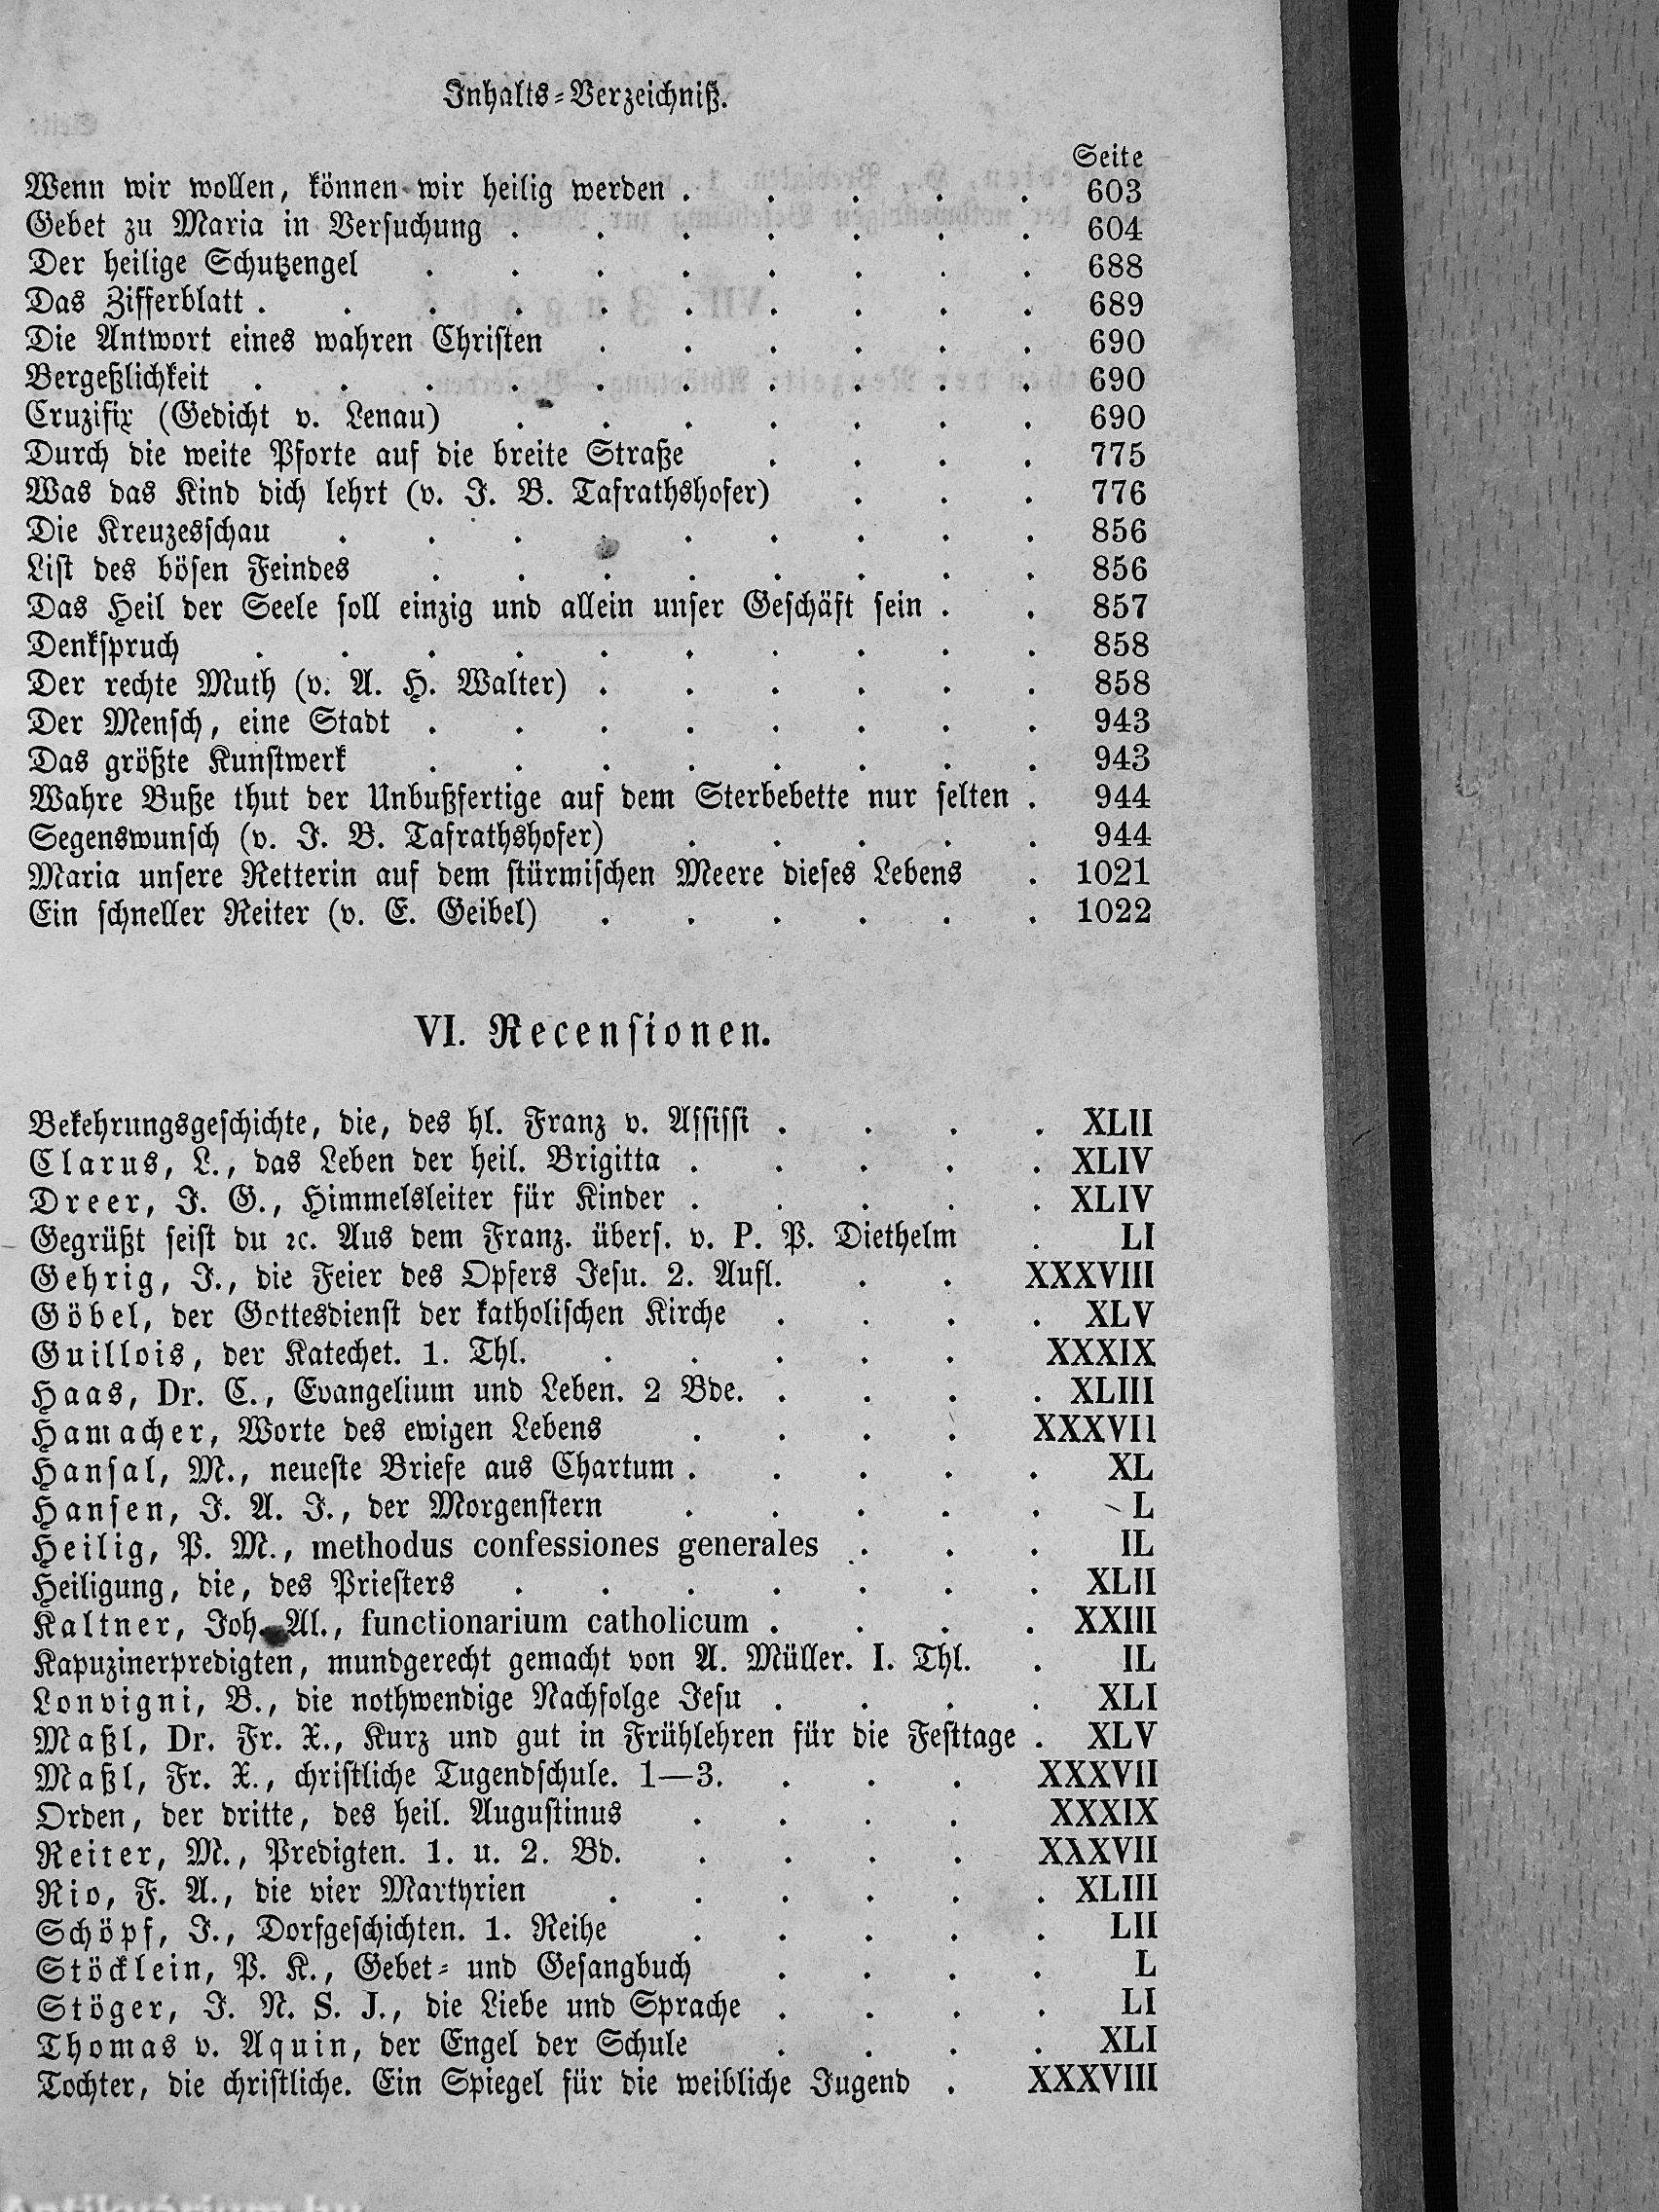 Inhalts-Verzeichniß.
Seite
Wenn wir wollen, können wir heilig werden . . . . . 603
Gebet zu Maria in Versuchung . . . . . . . 604
Der heilige Schutzengel . . . . . . . . 688
Das Zifferblatt . . . . . . . . . . 689
Die Antwort eines wahren Christen . . . . . . 690
Vergeßlichkeit . . . . . . . . . . 690
Cruzifix (Gedicht v. Lenau) . . . . . . . 690
Durch die weite Pforte auf die breite Straße . . . . 775
Was das Kind dich lehrt (v. J. B. Tafrathshofer) . . . 776
Die Kreuzesschau . . . . . . . . . 856
List des bösen Feindes . . . . . . . . 856
Das Heil der Seele soll einzig und allein unser Geschäft sein . . 857
Denkspruch . . . . . . . . . . 858
Der rechte Muth (v. A. H. Walter) . . . . . . 858
Der Mensch, eine Stadt . . . . . . . . 943
Das größte Kunstwerk . . . . . . . . 943
Wahre Buße thut der Unbußfertige auf dem Sterbebette nur selten . 944
Segenswunsch (v. J. B. Tafrathshofer) . . . . . 944
Maria unsere Retterin auf dem stürmischen Meere dieses Lebens . 1021
Ein schneller Reiter (v. E. Geibel) . . . . . . 1022
VI. Recensionen.
Bekehrungsgeschichte, die, des hl. Franz v. Assissi . . . . XLII
Clarus, L., das Leben der heil. Brigitta . . . . . XLIV
Dreer, J. G., Himmelsleiter für Kinder . . . . . XLIV
Gegrüßt seist du ꝛc. Aus dem Franz. übers. v. P. P. Diethelm . LI
Gehrig, J., die Feier des Opfers Jesu. 2. Aufl. . . XXXVIII
Göbel, der Gottesdienst der katholischen Kirche . . . . XLV
Guillois, der Katechet. 1. Thl. . . . . . XXXIX
Haas, Dr. C., Evangelium und Leben. 2 Bde. . . . . XLIII
Hamacher, Worte des ewigen Lebens . . . . XXXVII
Hansal, M., neueste Briefe aus Chartum . . . . . XL
Hansen, J. A. J., der Morgenstern . . . . . L
Heilig, P. M., methodus confessiones generales . . . IL
Heiligung, die, des Priesters . . . . . . . XLII
Kaltner, Joh. Al., functionarium catholicum . . . . XXIII
Kapuzinerpredigten, mundgerecht gemacht von A. Müller. I. Thl. . IL
Lonvigni, B., die nothwendige Nachfolge Jesu . . . . XLI
Maßl, Dr. Fr. X., Kurz und gut in Frühlehren für die Festtage . XLV
Maßl, Fr. X., christliche Tugendschule. 1—3. . . . XXXVII
Orden, der dritte, des heil. Augustinus . . . . XXXIX
Reiter, M., Predigten. 1. u. 2. Bd. . . . . XXXVII
Rio, F. A., die vier Martyrien . . . . . . XLIII
Schöpf, J., Dorfgeschichten. 1. Reihe . . . . . LII
Stöcklein, P. K., Gebet- und Gesangbuch . . . . L
Stöger, J. N. S. J., die Liebe und Sprache . . . . LI
Thomas v. Aquin, der Engel der Schule . . . . XLI
Tochter, die christliche. Ein Spiegel für die weibliche Jugend . XXXVIII